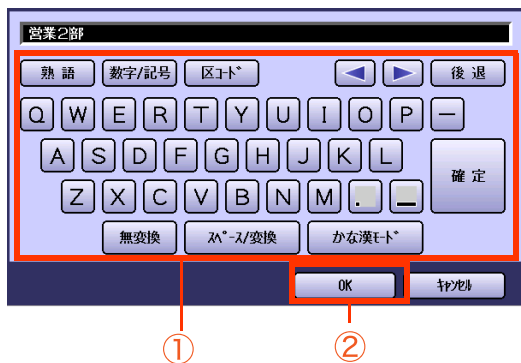 営業2部
熟語 数字/記号 区ｺｰﾄﾞ ◀ ▶ 後退
Q W E R T Y U I O P ー
A S D F G H J K L 確定
Z X C V B N M . _
無変換 ｽﾍﾟｰｽ/変換 かな漢ﾓｰﾄﾞ
OK ｷｬﾝｾﾙ
① ②